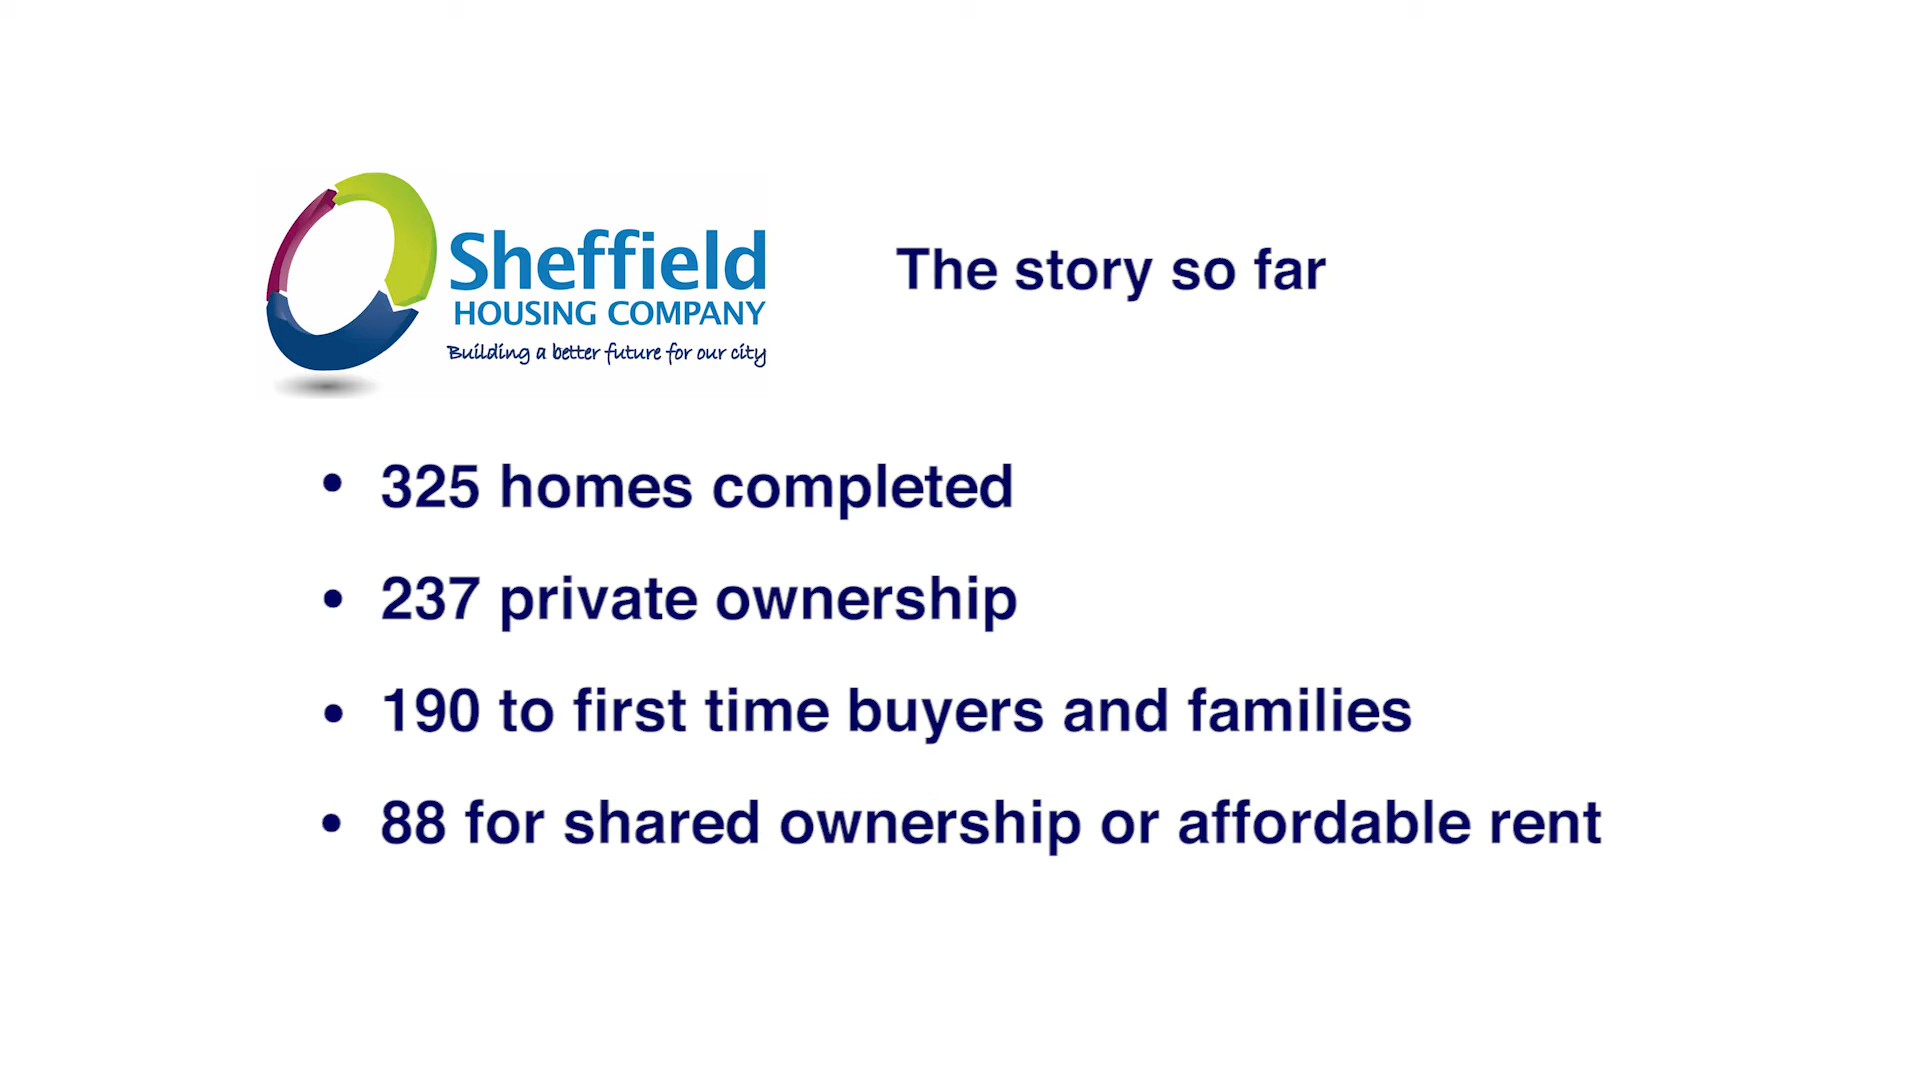 Sheffield
HOUSING COMPANY
Building a better future for our city
The story so far
• 325 homes completed
• 237 private ownership
• 190 to first time buyers and families
• 88 for shared ownership or affordable rent